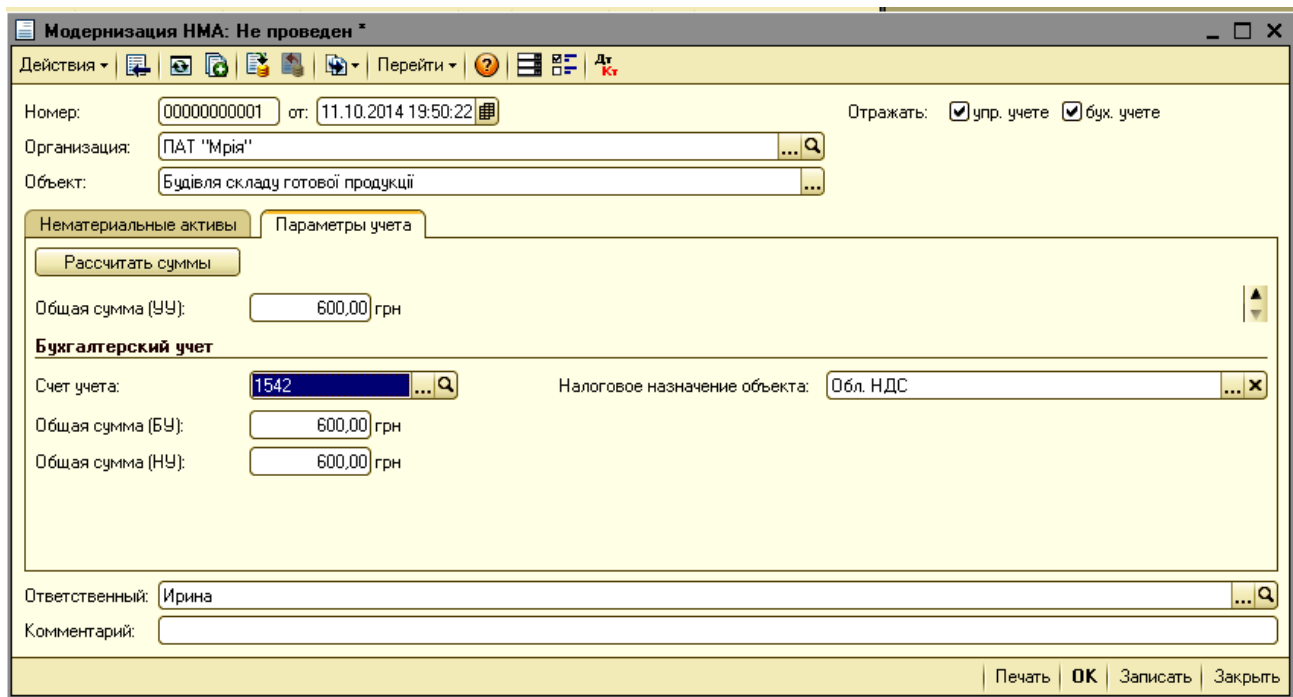 Модернизация НМА: Не проведен *
Действия Перейти Дт Кт
Номер: 00000000001 от: 11.10.2014 19:50:22 Отражать: упр. учете бух. учете
Организация: ПАТ "Мрія" ...
Объект: Будівля складу готової продукції ...
Нематериальные активы Параметры учета
Рассчитать суммы
Общая сумма (УУ): 600,00 грн
Бухгалтерский учет
Счет учета: 1542 ... Налоговое назначение объекта: Обл. НДС ...
Общая сумма (БУ): 600,00 грн
Общая сумма (НУ): 600,00 грн
Ответственный: Ирина ...
Комментарий:
Печать OK Записать Закрыть